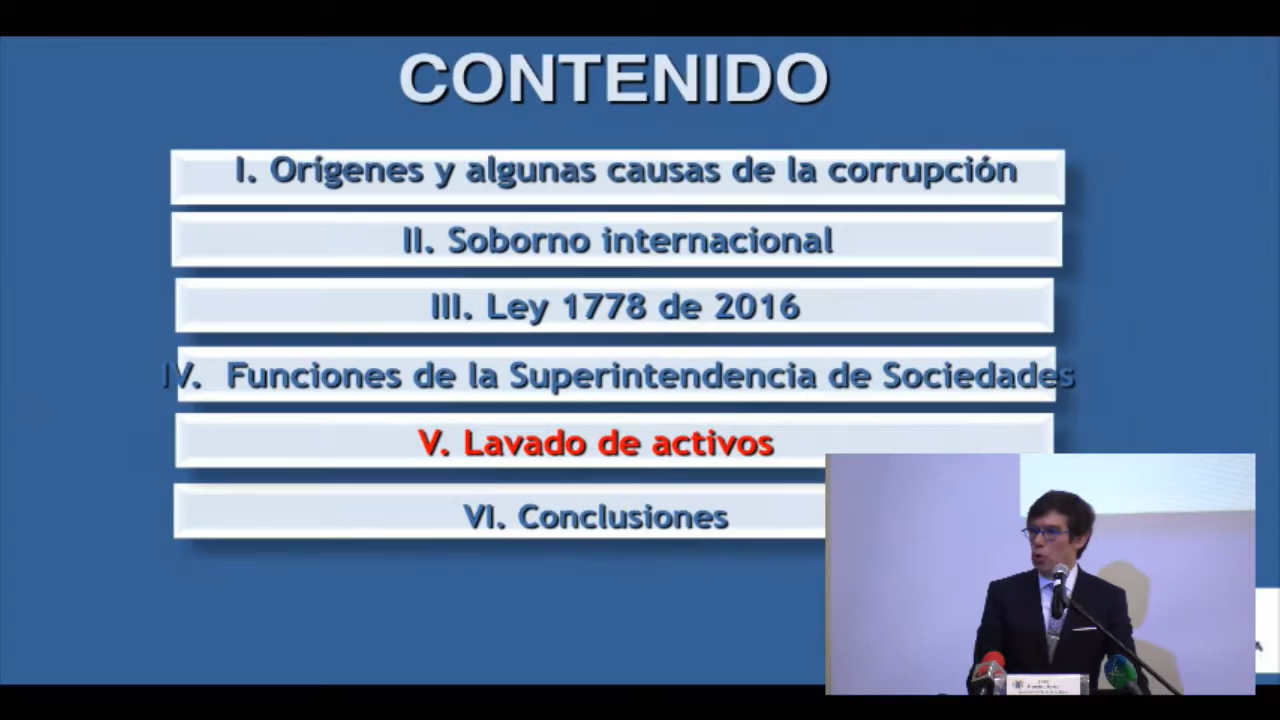 CONTENIDO
I. Orígenes y algunas causas de la corrupción
II. Soborno internacional
III. Ley 1778 de 2016
IV. Funciones de la Superintendencia de Sociedades
V. Lavado de activos
VI. Conclusiones